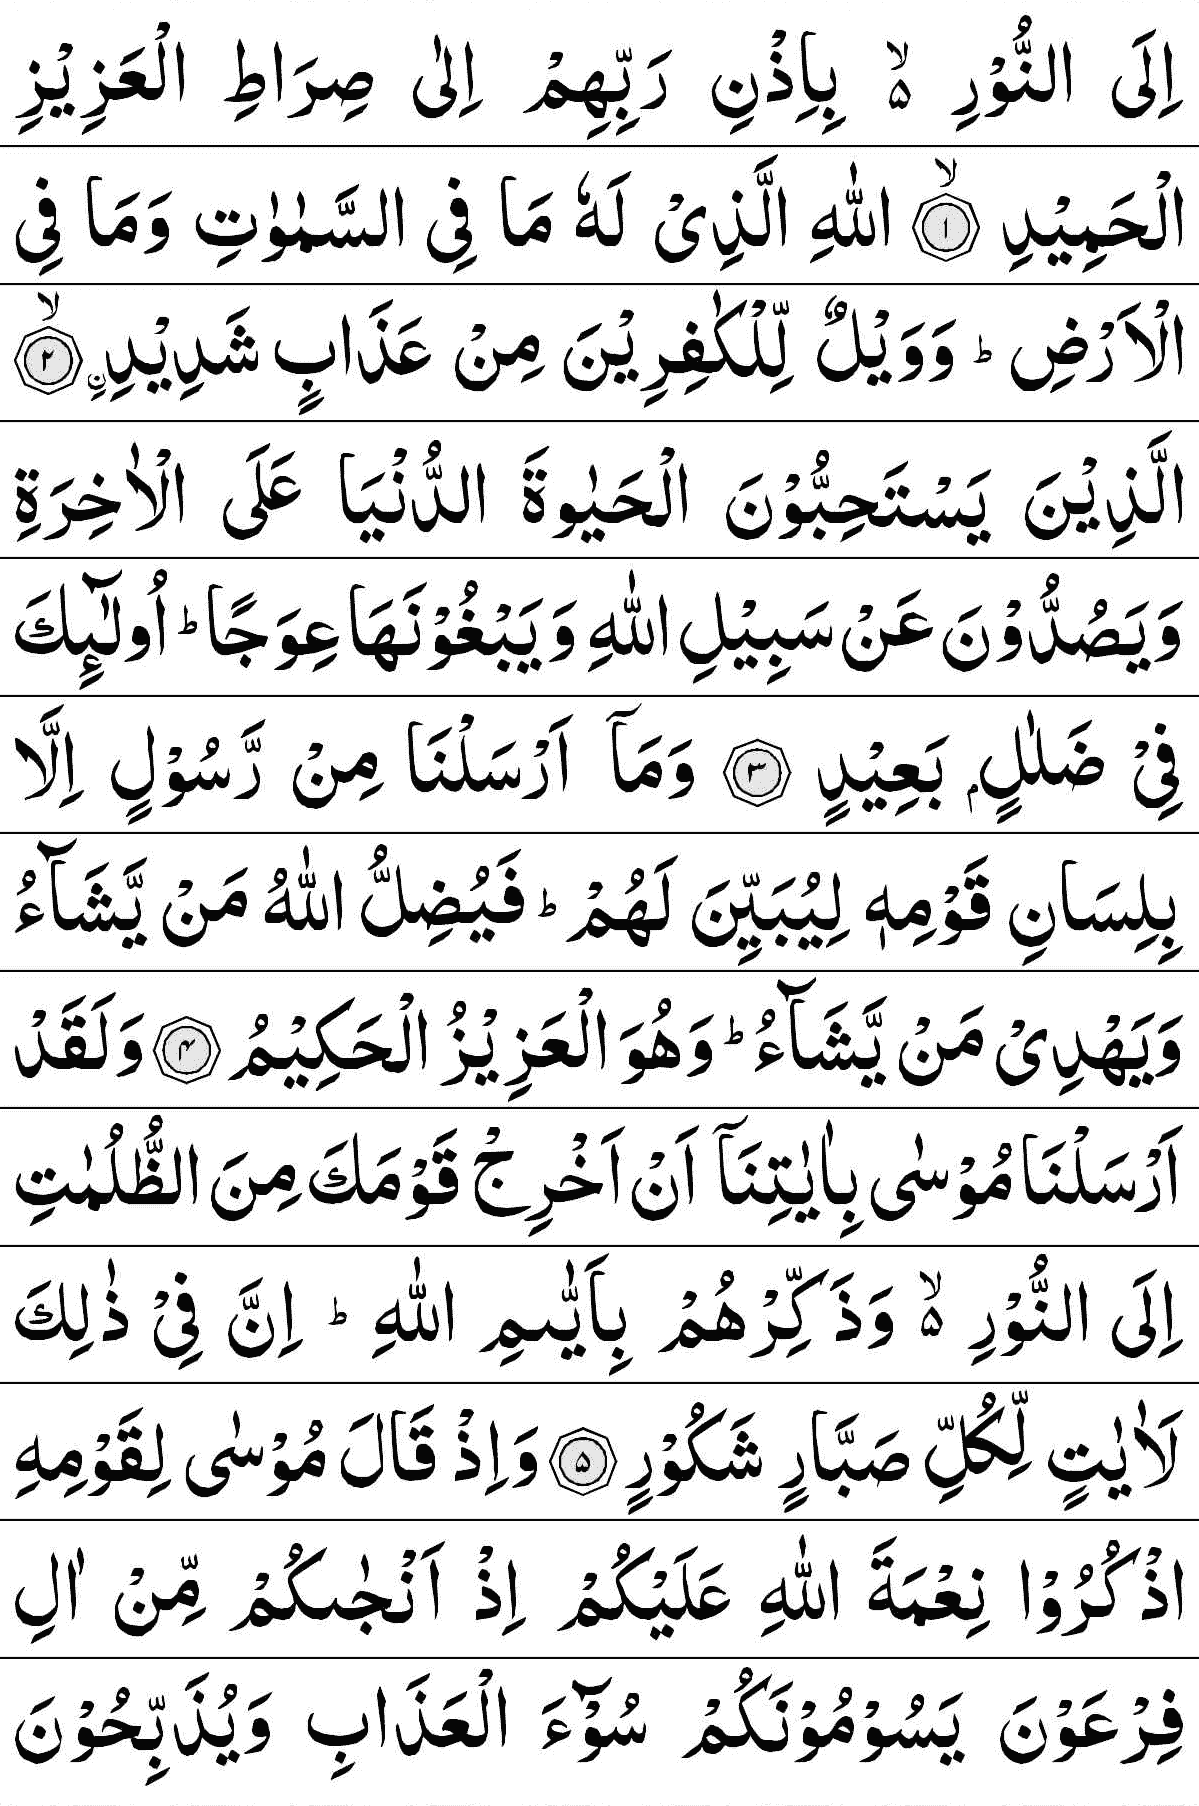 اِلَى النُّوْرِ ۙ۵ بِاِذْنِ رَبِّهِمْ اِلٰى صِرَاطِ الْعَزِيْزِ
الْحَمِيْدِ ۙ﴿۱﴾ اللّٰهِ الَّذِیْ لَهٗ مَا فِی السَّمٰوٰتِ وَمَا فِی
الْاَرْضِ ؕ وَوَيْلٌ لِّلْكٰفِرِيْنَ مِنْ عَذَابٍ شَدِيْدِ ۨ ۙ﴿۲﴾
الَّذِيْنَ يَسْتَحِبُّوْنَ الْحَيٰوةَ الدُّنْيَا عَلَى الْاٰخِرَةِ
وَيَصُدُّوْنَ عَنْ سَبِيْلِ اللّٰهِ وَيَبْغُوْنَهَا عِوَجًا ؕ اُولٰٓئِكَ
فِیْ ضَلٰلٍۭ بَعِيْدٍ ﴿۳﴾ وَمَاۤ اَرْسَلْنَا مِنْ رَّسُوْلٍ اِلَّا
بِلِسَانِ قَوْمِهٖ لِيُبَيِّنَ لَهُمْ ؕ فَيُضِلُّ اللّٰهُ مَنْ يَّشَآءُ
وَيَهْدِیْ مَنْ يَّشَآءُ ؕ وَهُوَ الْعَزِيْزُ الْحَكِيْمُ ﴿۴﴾ وَلَقَدْ
اَرْسَلْنَا مُوْسٰى بِاٰيٰتِنَاۤ اَنْ اَخْرِجْ قَوْمَكَ مِنَ الظُّلُمٰتِ
اِلَى النُّوْرِ ۙ۵ وَذَكِّرْهُمْ بِاَيّٰىمِ اللّٰهِ ؕ اِنَّ فِیْ ذٰلِكَ
لَاٰيٰتٍ لِّكُلِّ صَبَّارٍ شَكُوْرٍ ﴿۵﴾ وَاِذْ قَالَ مُوْسٰى لِقَوْمِهِ
اذْكُرُوْا نِعْمَةَ اللّٰهِ عَلَيْكُمْ اِذْ اَنْجٰىكُمْ مِّنْ اٰلِ
فِرْعَوْنَ يَسُوْمُوْنَكُمْ سُوْٓءَ الْعَذَابِ وَيُذَبِّحُوْنَ